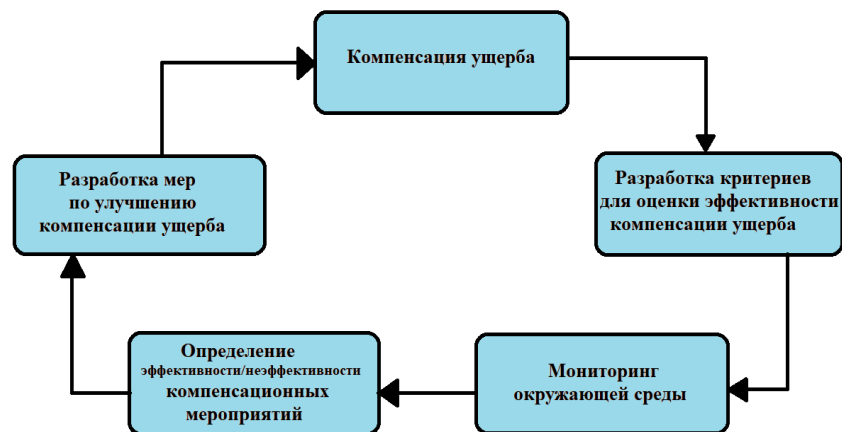 Компенсация ущерба
Разработка критериев
для оценки эффективности
компенсации ущерба
Мониторинг
окружающей среды
Определение
эффективности/неэффективности
компенсационных
мероприятий
Разработка мер
по улучшению
компенсации ущерба